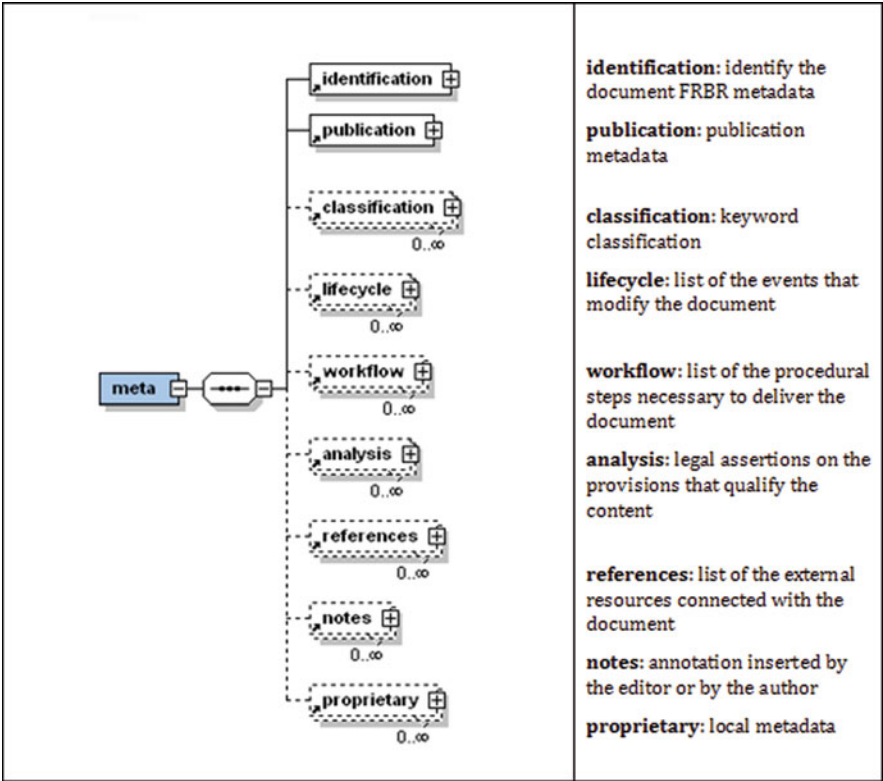 identification
publication
classification
0..∞
lifecycle
0..∞
meta
workflow
0..∞
analysis
0..∞
references
0..∞
notes
0..∞
proprietary
0..∞
identification: identify the
document FRBR metadata
publication: publication
metadata
classification: keyword
classification
lifecycle: list of the events that
modify the document
workflow: list of the procedural
steps necessary to deliver the
document
analysis: legal assertions on the
provisions that qualify the
content
references: list of the external
resources connected with the
document
notes: annotation inserted by
the editor or by the author
proprietary: local metadata